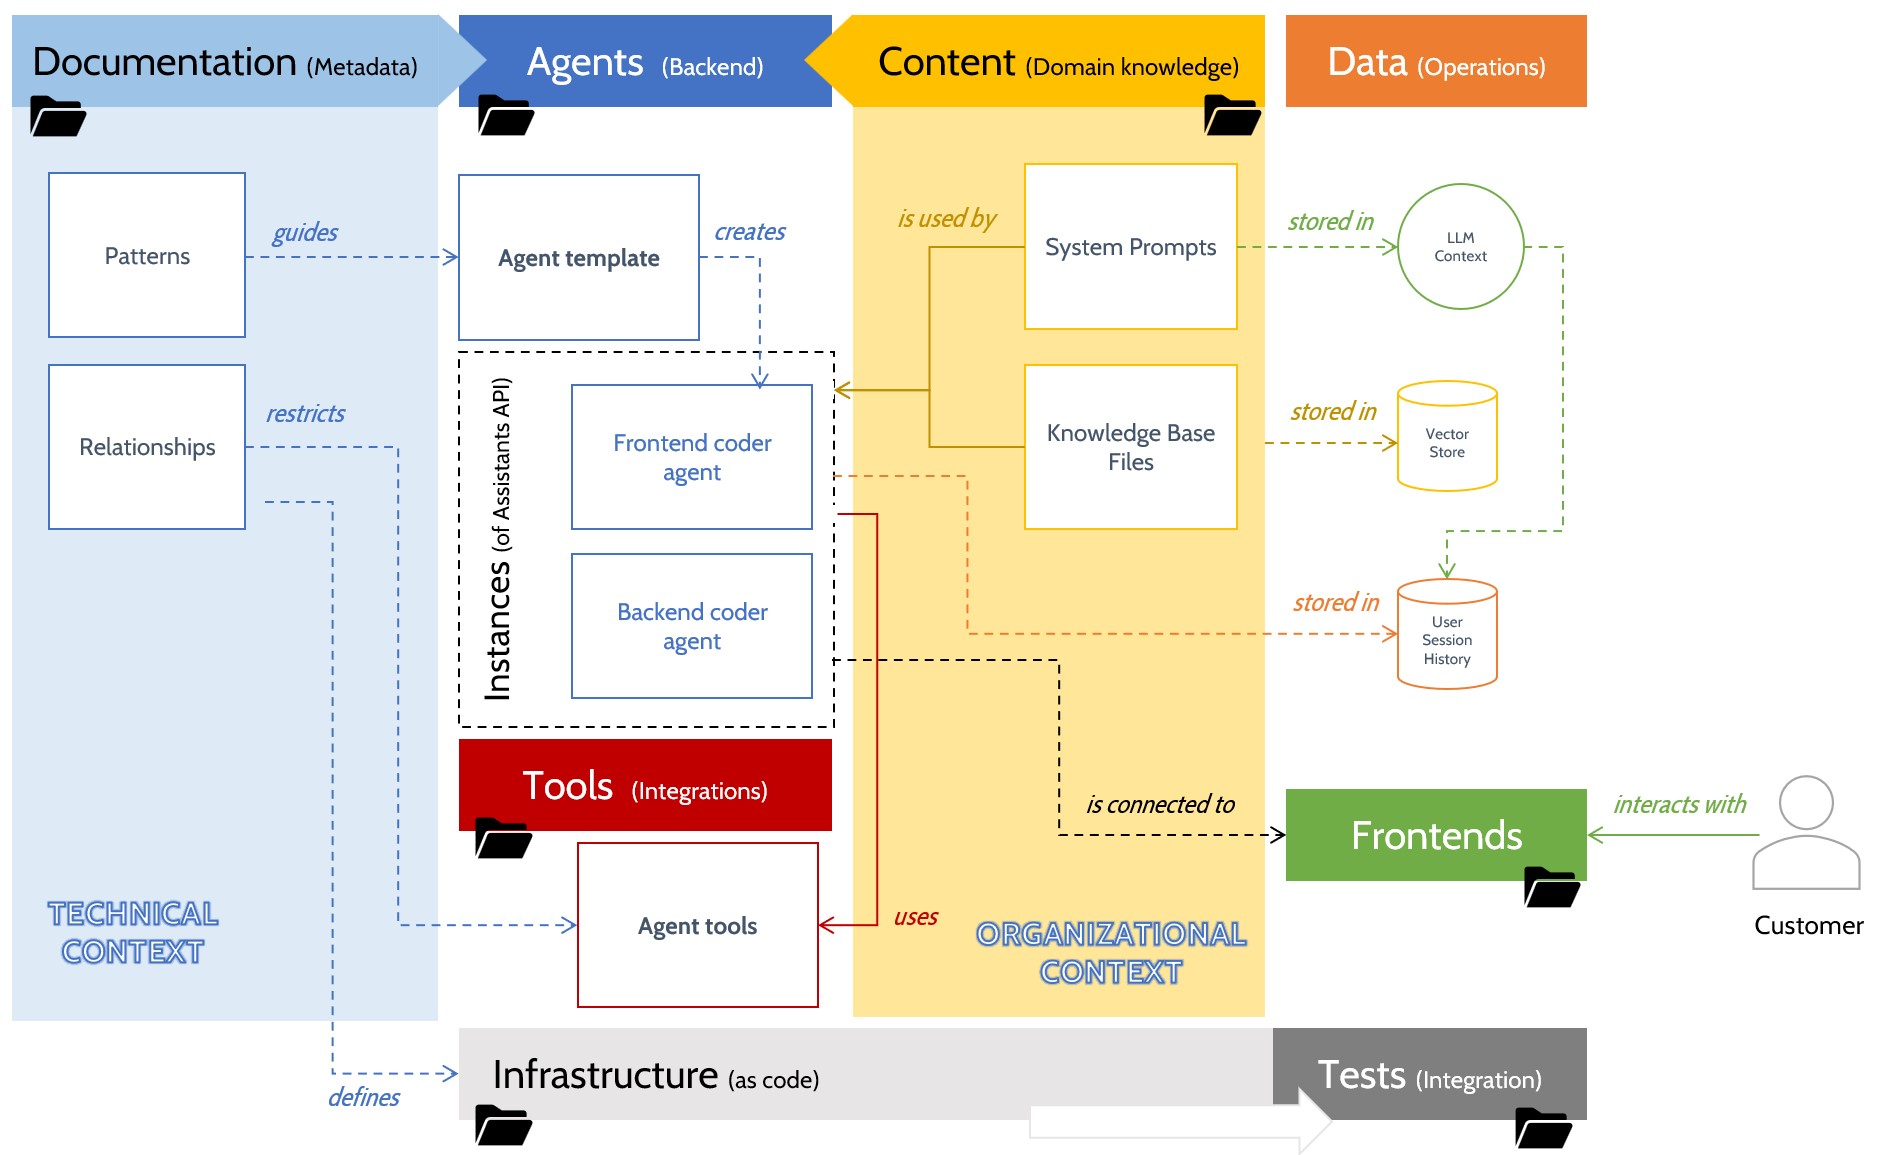 Documentation (Metadata)
Agents (Backend)
Content (Domain knowledge)
Data (Operations)
Patterns
guides
Agent template
creates
is used by
System Prompts
stored in
LLM
Context
Relationships
restricts
Instances (of Assistants API)
Frontend coder
agent
Knowledge Base
Files
stored in
Vector
Store
Backend coder
agent
stored in
User
Session
History
Tools (Integrations)
is connected to
Frontends
interacts with
Customer
Agent tools
uses
TECHNICAL
CONTEXT
ORGANIZATIONAL
CONTEXT
defines
Infrastructure (as code)
Tests (Integration)